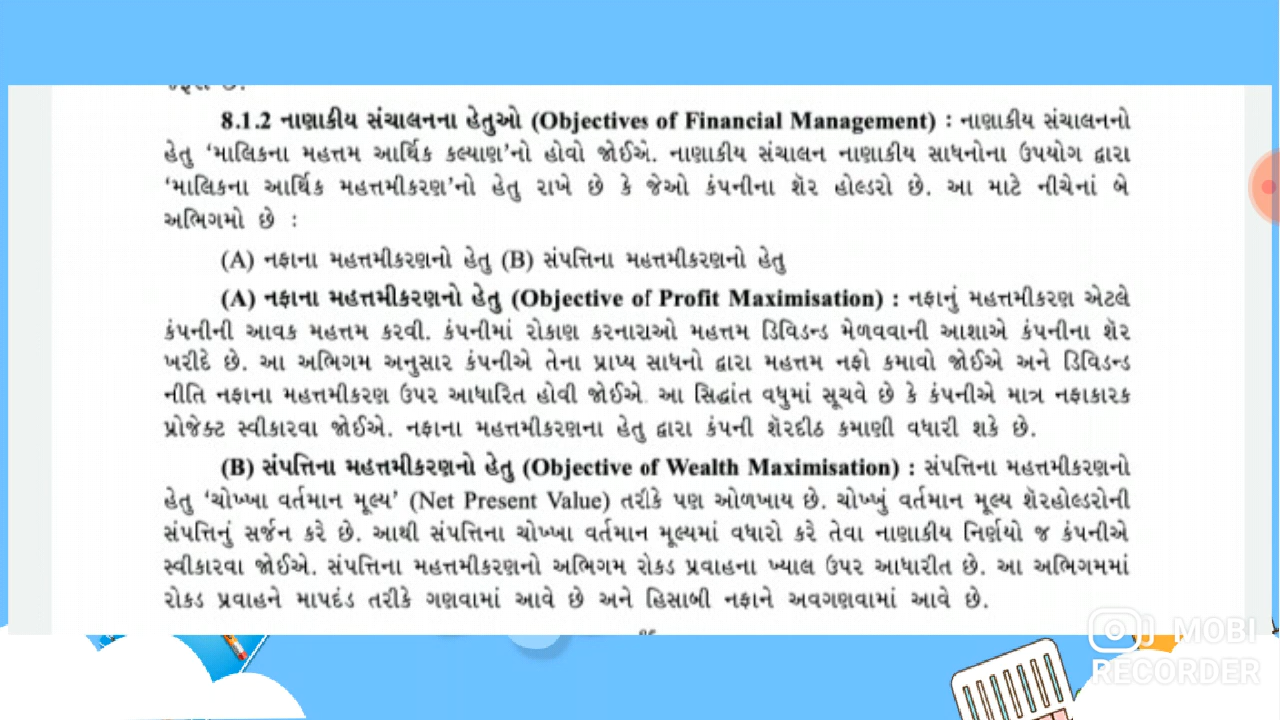 8.1.2 નાણાકીય સંચાલનના હેતુઓ (Objectives of Financial Management) : નાણાકીય સંચાલનનો
હેતુ ‘માલિકના મહત્તમ આર્થિક કલ્યાણ’નો હોવો જોઈએ. નાણાકીય સંચાલન નાણાકીય સાધનોના ઉપયોગ દ્વારા
‘માલિકના આર્થિક મહત્તમીકરણ’નો હેતુ રાખે છે કે જેઓ કંપનીના શૅર હોલ્ડરો છે. આ માટે નીચેનાં બે
અભિગમો છે :
(A) નફાના મહત્તમીકરણનો હેતુ (B) સંપત્તિના મહત્તમીકરણનો હેતુ
(A) નફાના મહત્તમીકરણનો હેતુ (Objective of Profit Maximisation) : નફાનું મહત્તમીકરણ એટલે
કંપનીની આવક મહત્તમ કરવી. કંપનીમાં રોકાણ કરનારાઓ મહત્તમ ડિવિડન્ડ મેળવવાની આશાએ કંપનીના શૅર
ખરીદે છે. આ અભિગમ અનુસાર કંપનીએ તેના પ્રાપ્ય સાધનો દ્વારા મહત્તમ નફો કમાવો જોઈએ અને ડિવિડન્ડ
નીતિ નફાના મહત્તમીકરણ ઉપર આધારિત હોવી જોઈએ. આ સિદ્ધાંત વધુમાં સૂચવે છે કે કંપનીએ માત્ર નફાકારક
પ્રોજેક્ટ સ્વીકારવા જોઈએ. નફાના મહત્તમીકરણના હેતુ દ્વારા કંપની શૅરદીઠ કમાણી વધારી શકે છે.
(B) સંપત્તિના મહત્તમીકરણનો હેતુ (Objective of Wealth Maximisation) : સંપત્તિના મહત્તમીકરણનો
હેતુ ‘ચોખ્ખા વર્તમાન મૂલ્ય’ (Net Present Value) તરીકે પણ ઓળખાય છે. ચોખ્ખું વર્તમાન મૂલ્ય શૅરહોલ્ડરોની
સંપત્તિનું સર્જન કરે છે. આથી સંપત્તિના ચોખ્ખા વર્તમાન મૂલ્યમાં વધારો કરે તેવા નાણાકીય નિર્ણયો જ કંપનીએ
સ્વીકારવા જોઈએ. સંપત્તિના મહત્તમીકરણનો અભિગમ રોકડ પ્રવાહના ખ્યાલ ઉપર આધારીત છે. આ અભિગમમાં
રોકડ પ્રવાહને માપદંડ તરીકે ગણવામાં આવે છે અને હિસાબી નફાને અવગણવામાં આવે છે.
MOBI
RECORDER